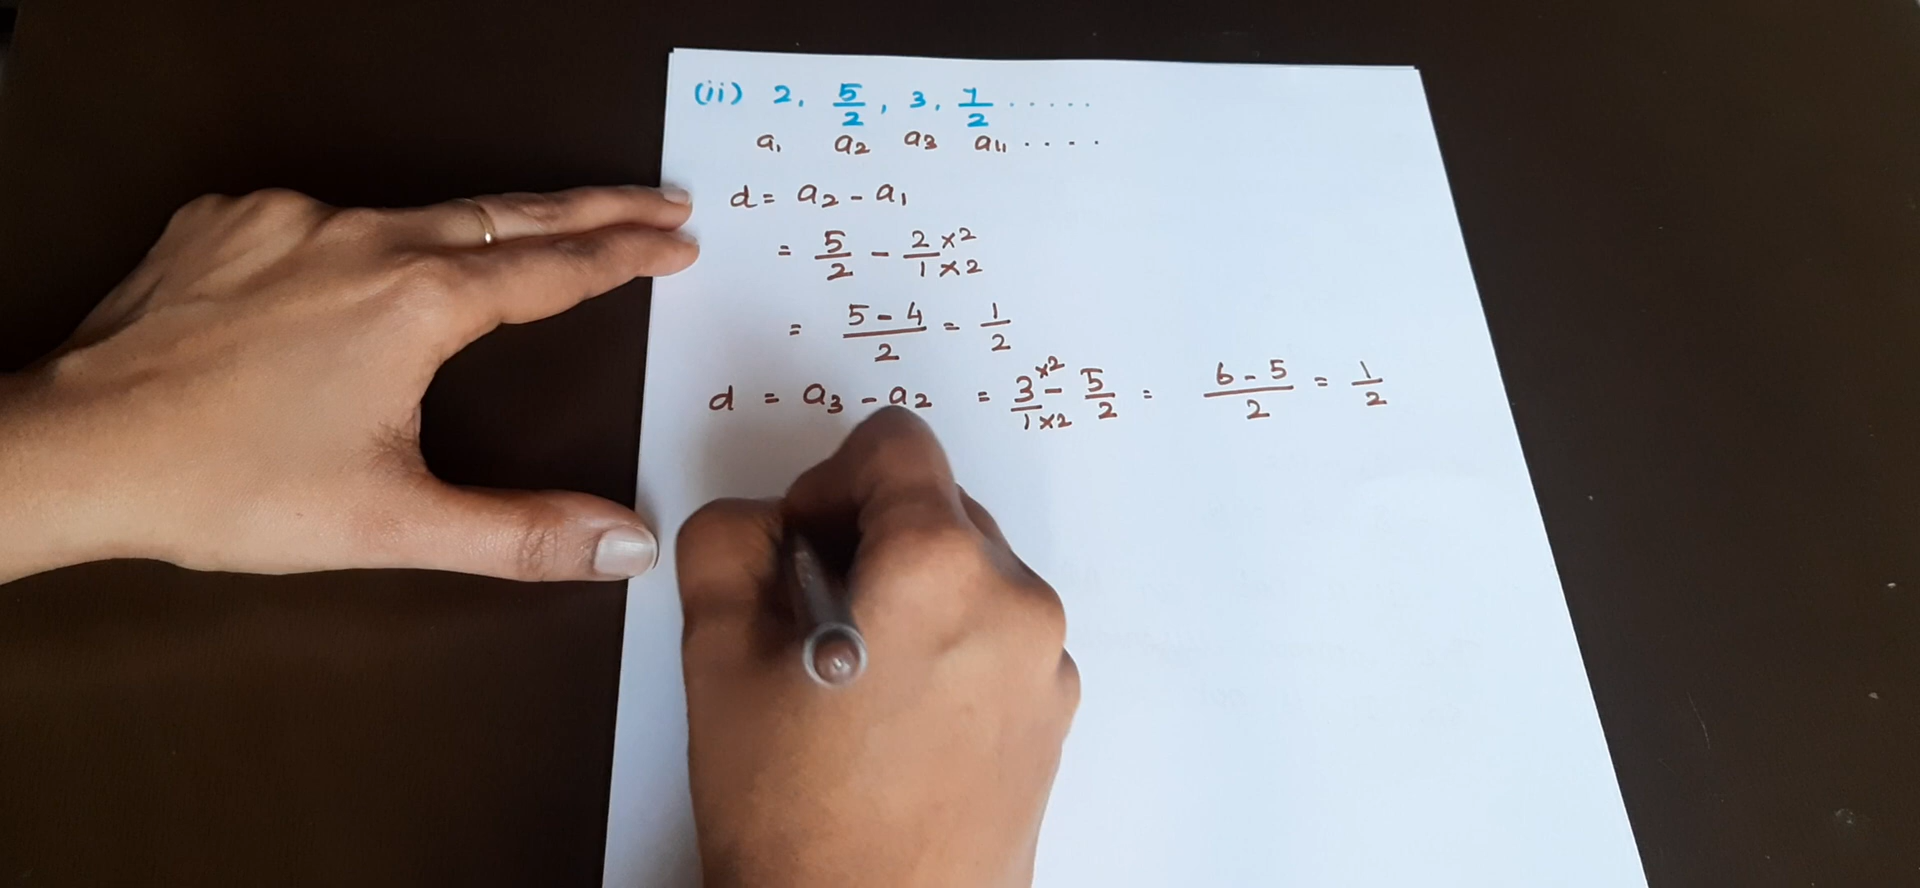 (ii) 2, 5/2, 3, 7/2 .....
a1 a2 a3 a4 ....
d = a2 - a1
= 5/2 - 2/1 ×2 ×2
= 5-4/2 = 1/2
d = a3 - a2 = 3/1 ×2 ×2 - 5/2 = 6-5/2 = 1/2